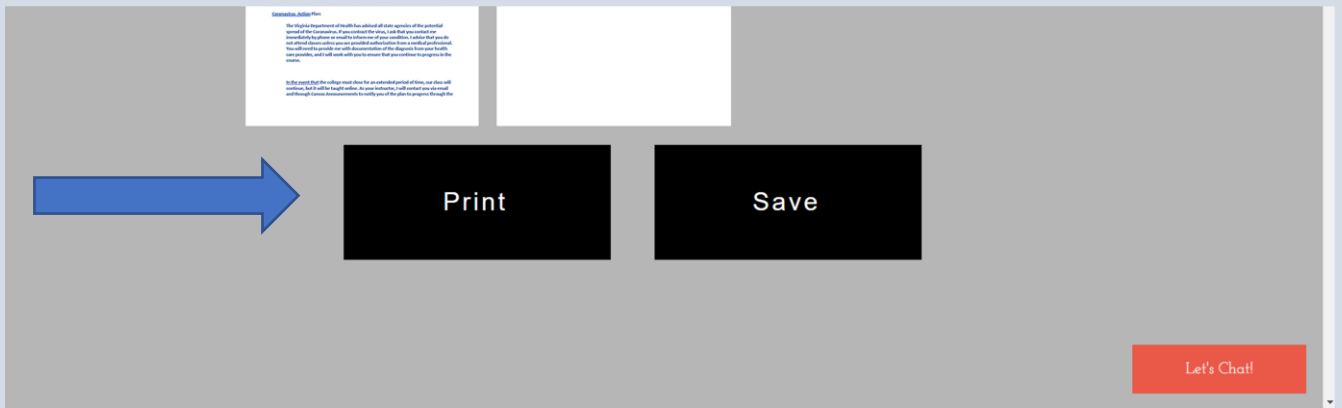 Coronavirus Action Plan:
The Virginia Department of Health has advised all state agencies of the potential
spread of the Coronavirus. If you contract the virus, I ask that you contact me
immediately by phone or email to inform me of your condition. I advise that you do
not attend classes unless you are provided authorization from a medical professional.
You will need to provide me with documentation of the diagnosis from your health
care provider, and I will work with you to ensure that you continue to progress in the
course.
In the event that the college must close for an extended period of time, our class will
continue, but it will be taught online. As your instructor, I will contact you via email
and through Canvas Announcements to notify you of the plan to progress through the
Print
Save
Let's Chat!